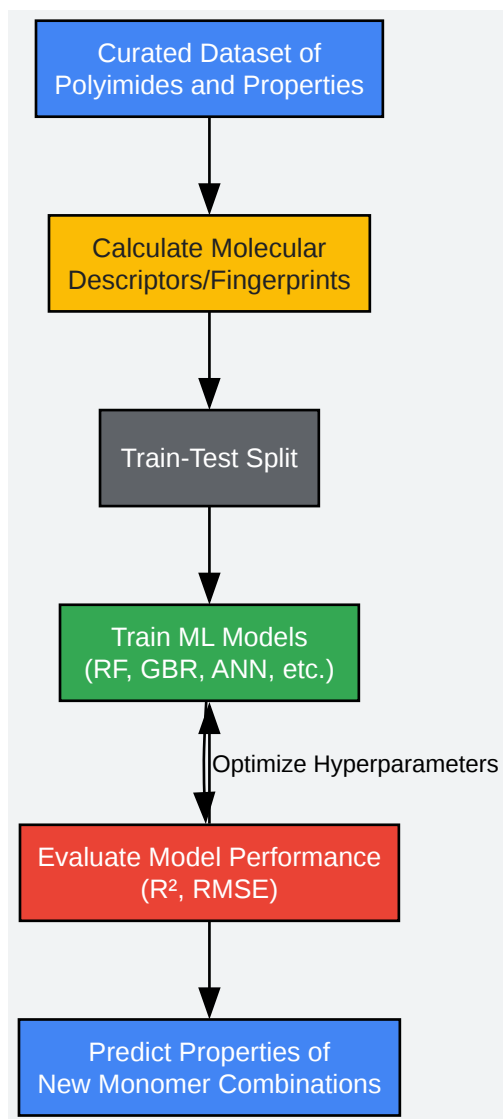 Curated Dataset of
Polyimides and Properties
Calculate Molecular
Descriptors/Fingerprints
Train-Test Split
Train ML Models
(RF, GBR, ANN, etc.)
Optimize Hyperparameters
Evaluate Model Performance
(R², RMSE)
Predict Properties of
New Monomer Combinations